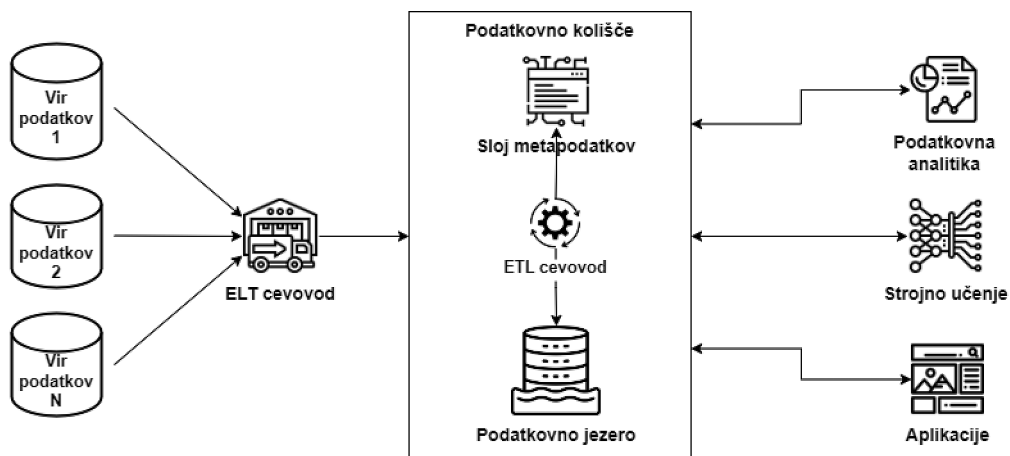 Vir
podatkov
1
Vir
podatkov
2
Vir
podatkov
N
ELT cevovod
Podatkovno kolišče
Sloj metapodatkov
ETL cevovod
Podatkovno jezero
Podatkovna
analitika
Strojno učenje
Aplikacije